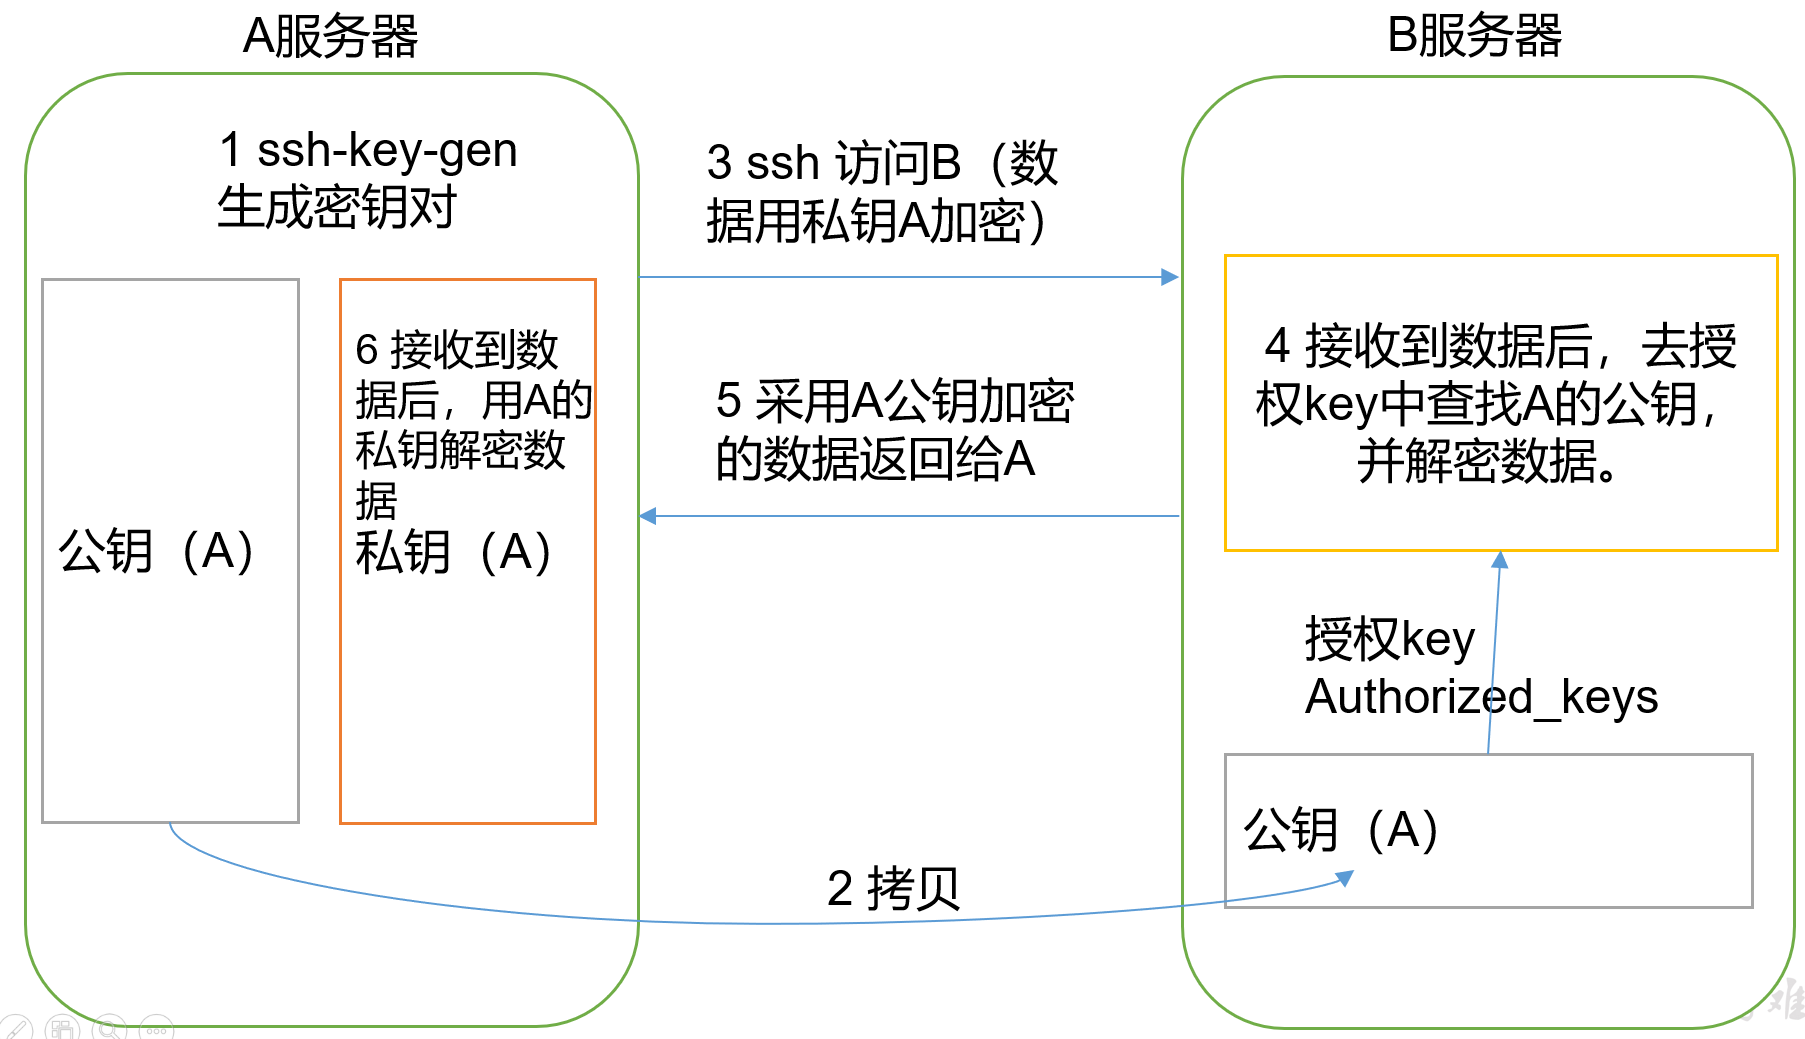 A服务器
B服务器
1 ssh-key-gen
生成密钥对
3 ssh 访问B（数
据用私钥A加密）
公钥（A）
6 接收到数
据后，用A的
私钥解密数
据
私钥（A）
5 采用A公钥加密
的数据返回给A
4 接收到数据后，去授
权key中查找A的公钥，
并解密数据。
授权key
Authorized_keys
公钥（A）
2 拷贝
难